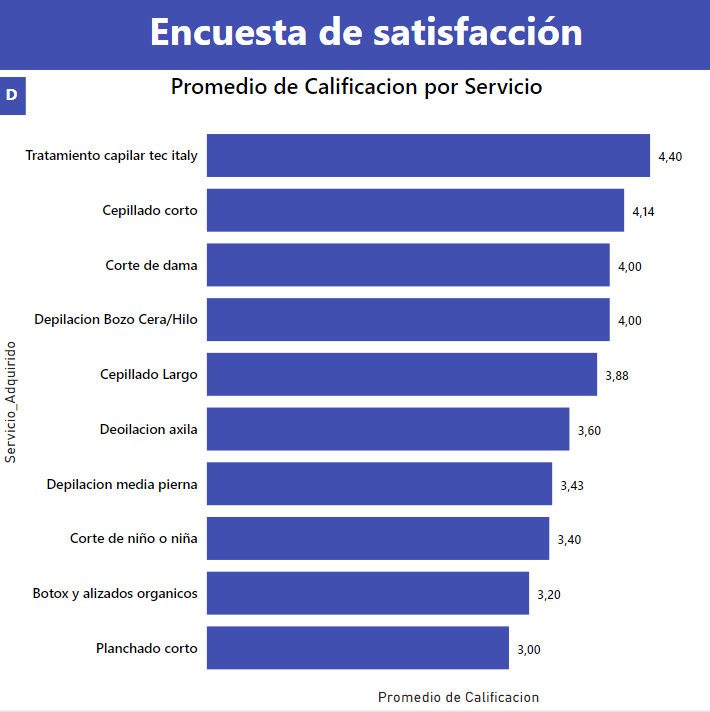 Encuesta de satisfacción
D
Promedio de Calificacion por Servicio
Tratamiento capilar tec italy 4,40
Cepillado corto 4,14
Corte de dama 4,00
Depilacion Bozo Cera/Hilo 4,00
Cepillado Largo 3,88
Deoilacion axila 3,60
Depilacion media pierna 3,43
Corte de niño o niña 3,40
Botox y alizados organicos 3,20
Planchado corto 3,00
Servicio_Adquirido
Promedio de Calificacion